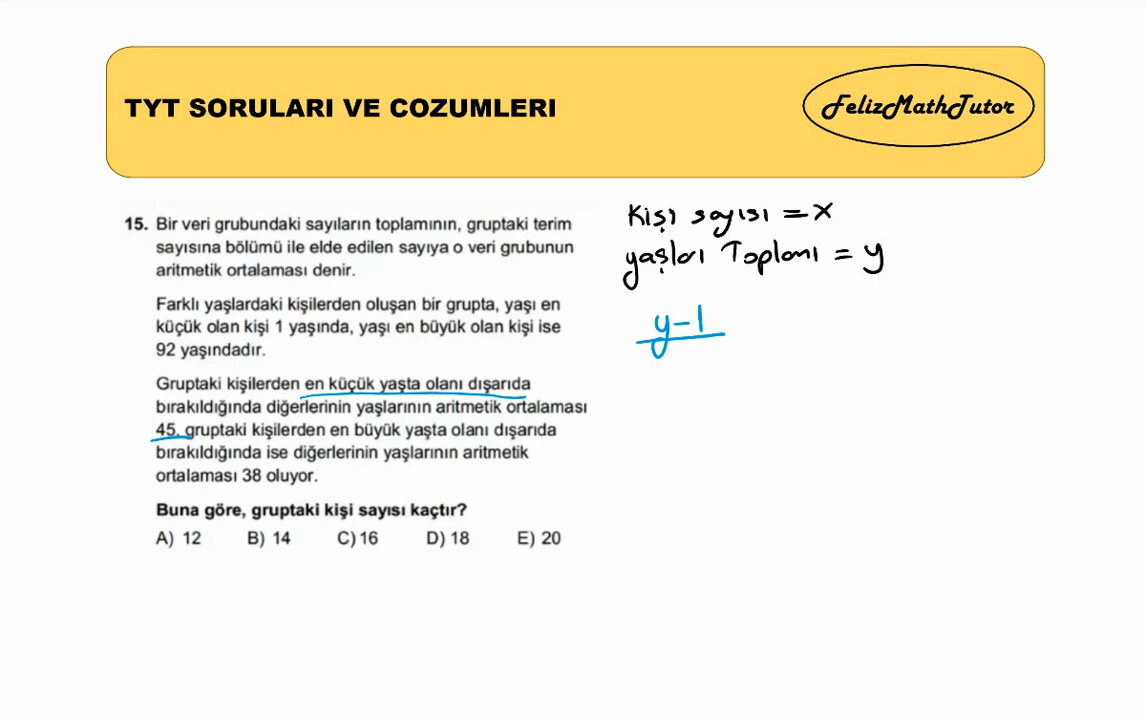 TYT SORULARI VE COZUMLERI
FelizMathTutor
15. Bir veri grubundaki sayıların toplamının, gruptaki terim
sayısına bölümü ile elde edilen sayıya o veri grubunun
aritmetik ortalaması denir.
Farklı yaşlardaki kişilerden oluşan bir grupta, yaşı en
küçük olan kişi 1 yaşında, yaşı en büyük olan kişi ise
92 yaşındadır.
Gruptaki kişilerden en küçük yaşta olanı dışarıda
bırakıldığında diğerlerinin yaşlarının aritmetik ortalaması
45, gruptaki kişilerden en büyük yaşta olanı dışarıda
bırakıldığında ise diğerlerinin yaşlarının aritmetik
ortalaması 38 oluyor.
Buna göre, gruptaki kişi sayısı kaçtır?
A) 12 B) 14 C) 16 D) 18 E) 20
Kişi sayısı = x
yaşları Toplamı = y
y-1